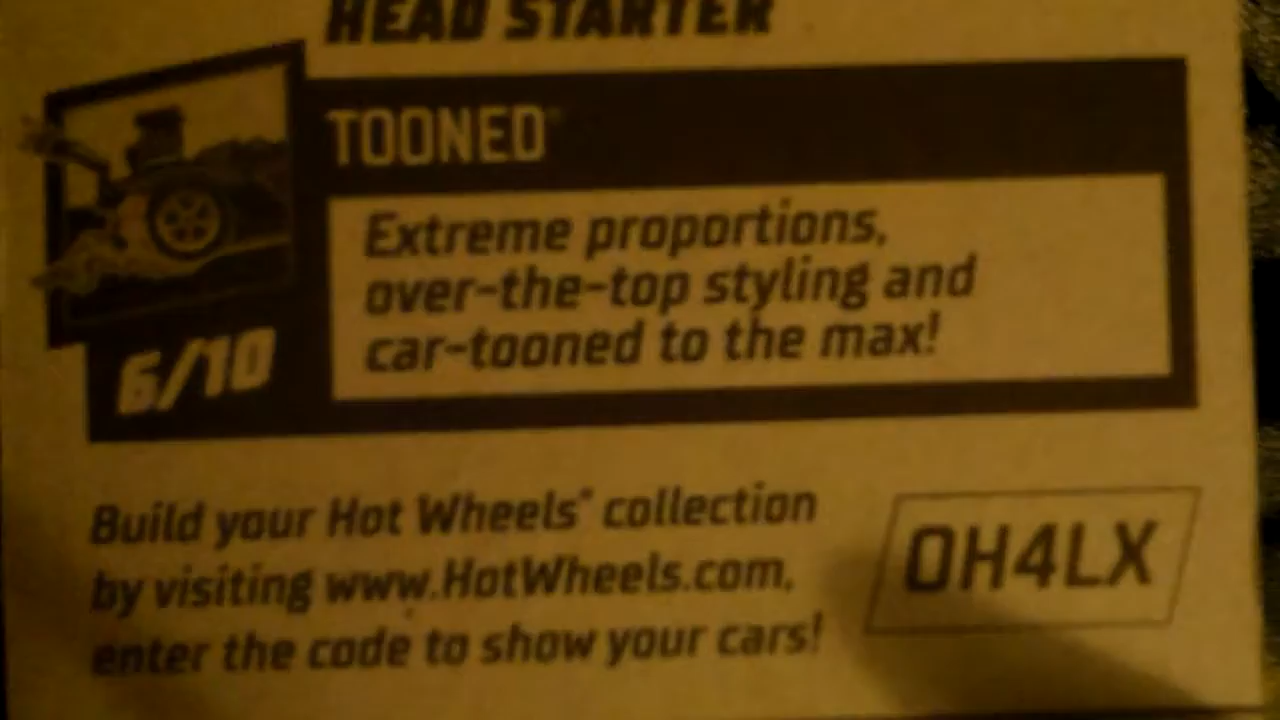 HEAD STARTER
TOONED™
Extreme proportions,
over-the-top styling and
car-tooned to the max!
6/10
Build your Hot Wheels® collection
by visiting www.HotWheels.com,
enter the code to show your cars!
OH4LX